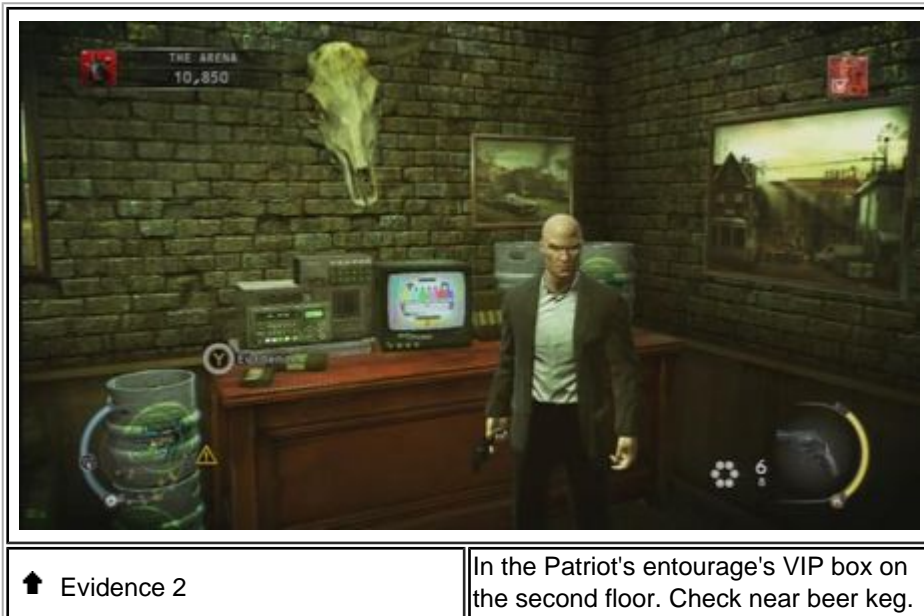 THE ARENA
10,850
Y Evidence
6
8
Evidence 2
In the Patriot's entourage's VIP box on
the second floor. Check near beer keg.